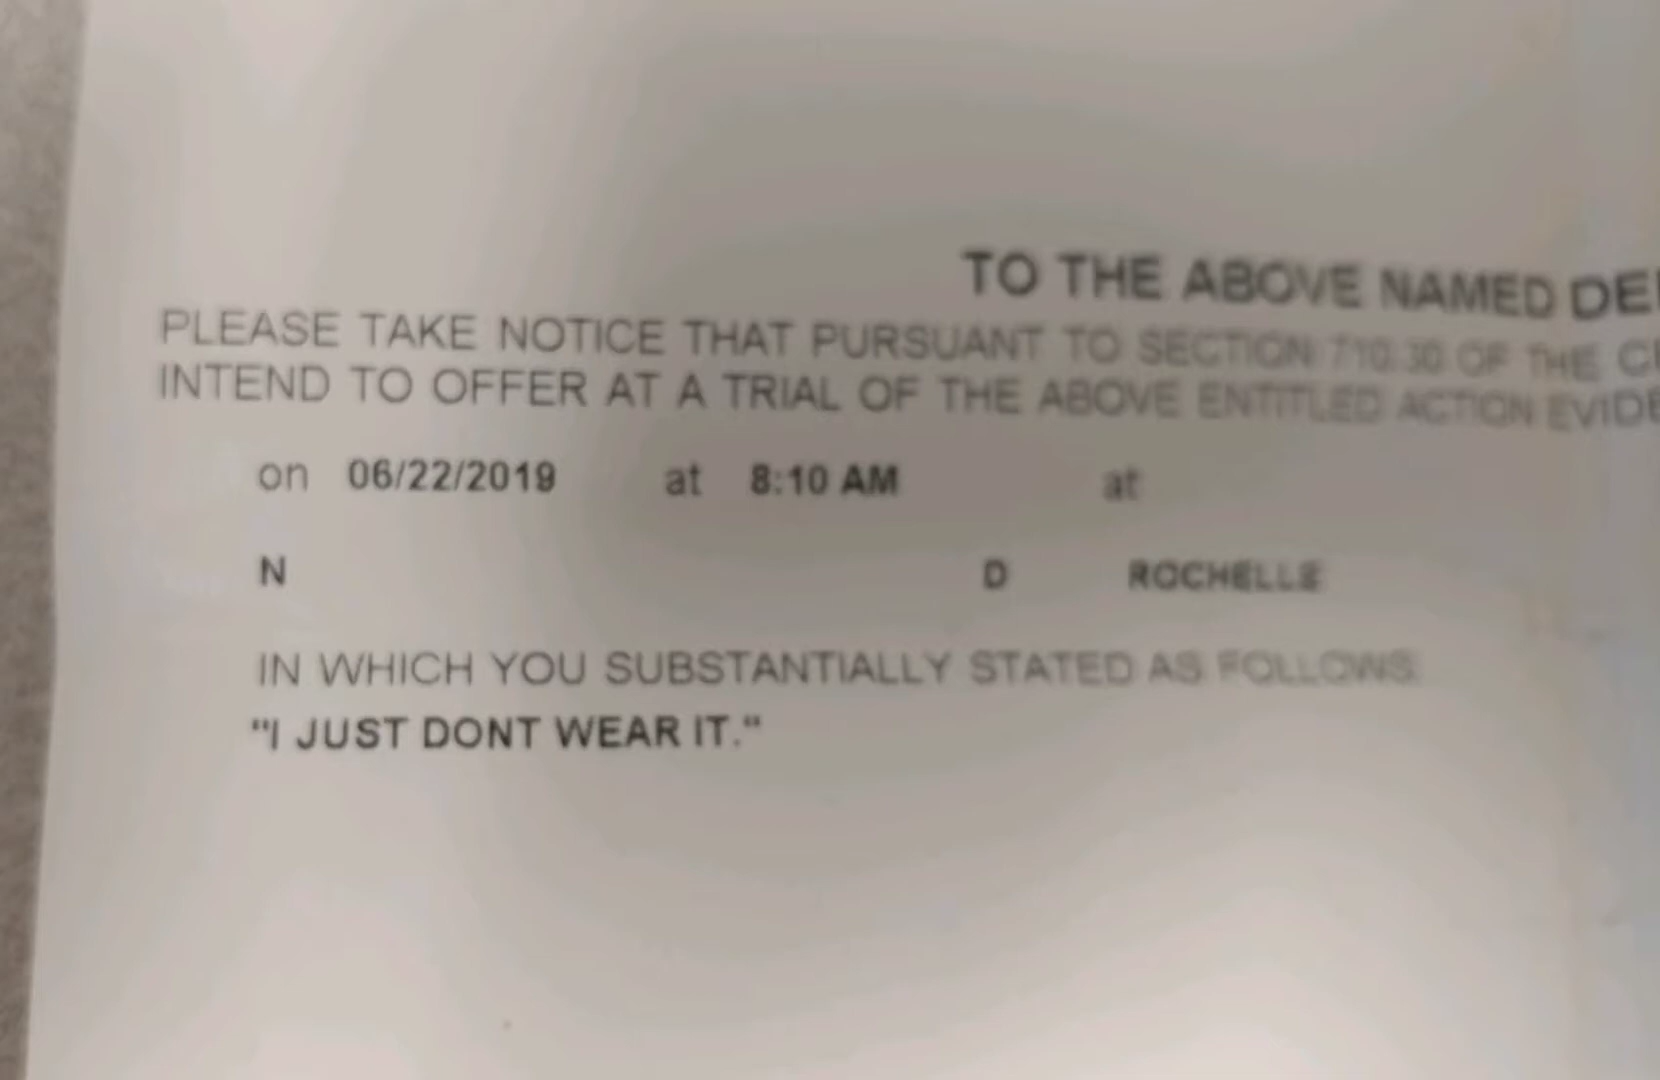 TO THE ABOVE NAMED DE
PLEASE TAKE NOTICE THAT PURSUANT TO SECTION 710.30 OF THE
INTEND TO OFFER AT A TRIAL OF THE ABOVE ENTITLED ACTION EVIDE
on 06/22/2019 at 8:10 AM at
N D ROCHELLE
IN WHICH YOU SUBSTANTIALLY STATED AS FOLLOWS:
"I JUST DONT WEAR IT."